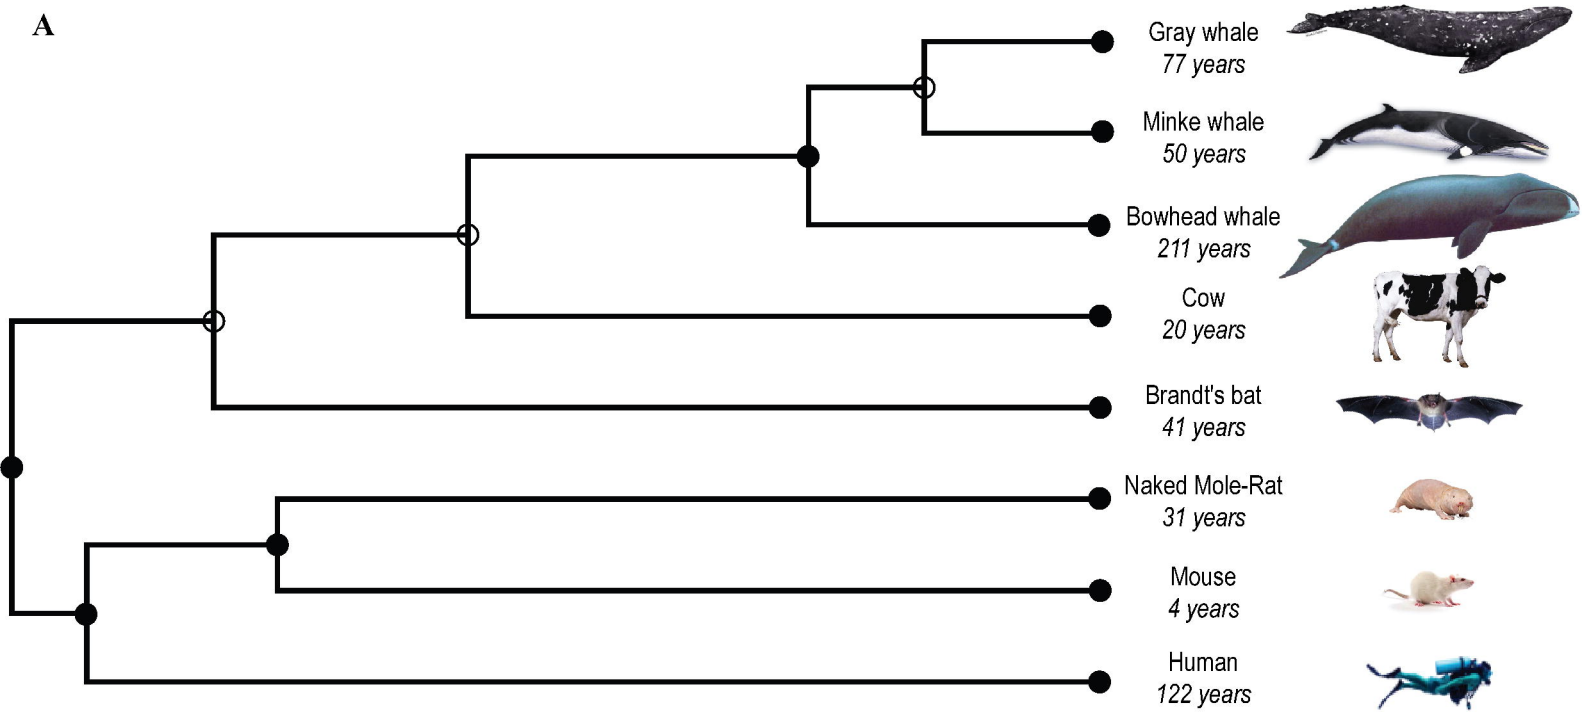 A
Gray whale
77 years
Minke whale
50 years
Bowhead whale
211 years
Cow
20 years
Brandt's bat
41 years
Naked Mole-Rat
31 years
Mouse
4 years
Human
122 years